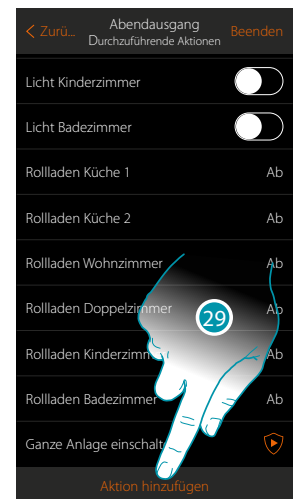 < Zurü... Abendausgang Beenden
Durchzuführende Aktionen
Licht Kinderzimmer
Licht Badezimmer
Rollladen Küche 1 Ab
Rollladen Küche 2 Ab
Rollladen Wohnzimmer Ab
Rollladen Doppelzimmer Ab
29
Rollladen Kinderzimm Ab
Rollladen Badezimmer Ab
Ganze Anlage einschalt
Aktion hinzufügen